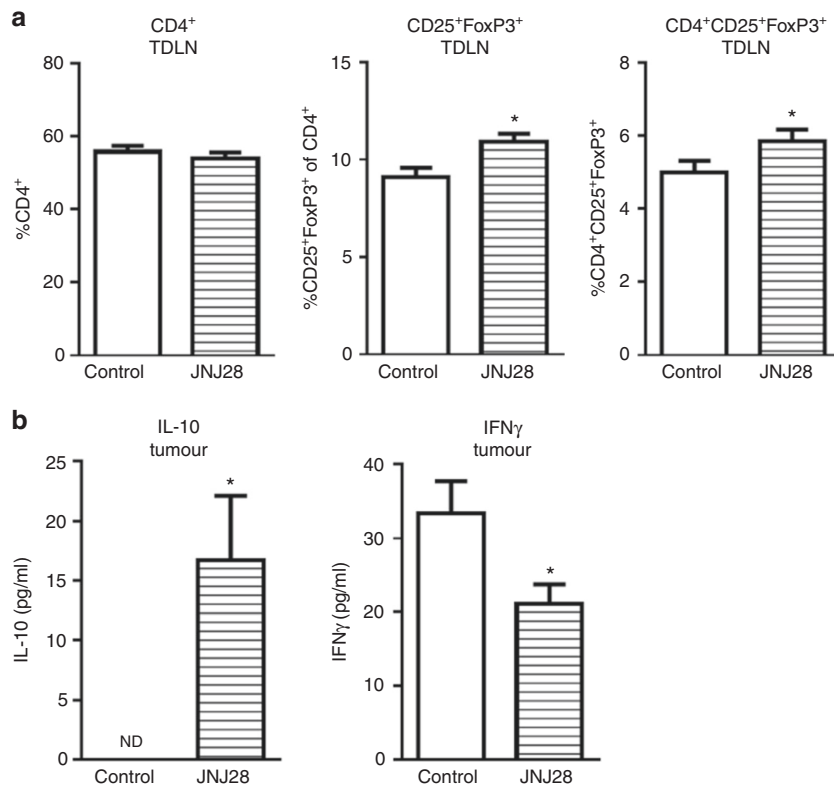 a
CD4⁺
TDLN
%CD4⁺
80
60
40
20
0
Control JNJ28
CD25⁺FoxP3⁺
TDLN
%CD25⁺FoxP3⁺ of CD4⁺
15
10
5
0
*
Control JNJ28
CD4⁺CD25⁺FoxP3⁺
TDLN
%CD4⁺CD25⁺FoxP3⁺
8
6
4
2
0
*
Control JNJ28
b
IL-10
tumour
IL-10 (pg/ml)
25
20
15
10
5
0
*
ND
Control JNJ28
IFNγ
tumour
IFNγ (pg/ml)
40
30
20
10
0
*
Control JNJ28